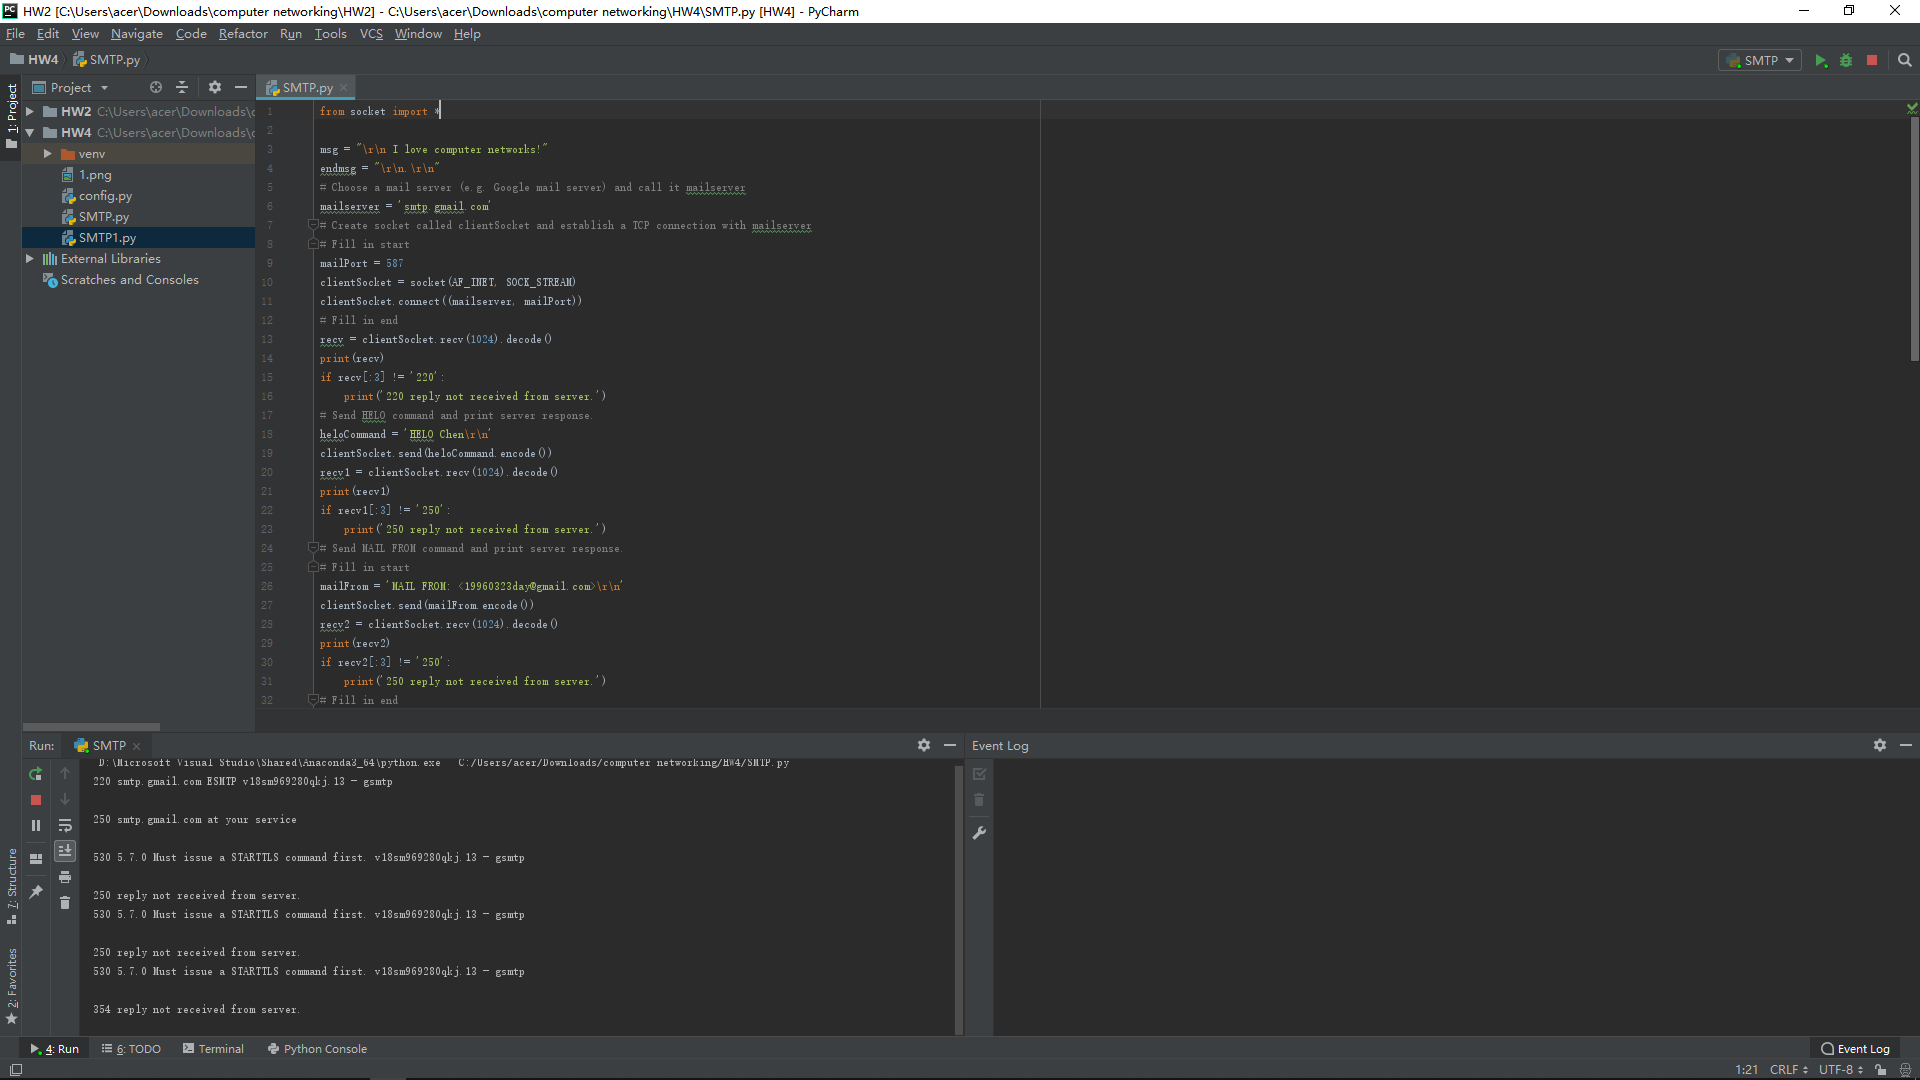 HW2 [C:\Users\acer\Downloads\computer networking\HW2] - C:\Users\acer\Downloads\computer networking\HW4\SMTP.py [HW4] - PyCharm
File Edit View Navigate Code Refactor Run Tools VCS Window Help
HW4 SMTP.py
SMTP
Project
SMTP.py
1: Project
HW2 C:\Users\acer\Downloads\c
HW4 C:\Users\acer\Downloads\c
venv
1.png
config.py
SMTP.py
SMTP1.py
External Libraries
Scratches and Consoles
1 from socket import *
2
3 msg = "\r\n I love computer networks!"
4 endmsg = "\r\n.\r\n"
5 # Choose a mail server (e.g. Google mail server) and call it mailserver
6 mailserver = 'smtp.gmail.com'
7 # Create socket called clientSocket and establish a TCP connection with mailserver
8 # Fill in start
9 mailPort = 587
10 clientSocket = socket(AF_INET, SOCK_STREAM)
11 clientSocket.connect((mailserver, mailPort))
12 # Fill in end
13 recv = clientSocket.recv(1024).decode()
14 print(recv)
15 if recv[:3] != '220':
16 print('220 reply not received from server.')
17 # Send HELO command and print server response.
18 heloCommand = 'HELO Chen\r\n'
19 clientSocket.send(heloCommand.encode())
20 recv1 = clientSocket.recv(1024).decode()
21 print(recv1)
22 if recv1[:3] != '250':
23 print('250 reply not received from server.')
24 # Send MAIL FROM command and print server response.
25 # Fill in start
26 mailFrom = 'MAIL FROM: <19960323day@gmail.com>\r\n'
27 clientSocket.send(mailFrom.encode())
28 recv2 = clientSocket.recv(1024).decode()
29 print(recv2)
30 if recv2[:3] != '250':
31 print('250 reply not received from server.')
32 # Fill in end
Run: SMTP
Event Log
D:\Microsoft Visual Studio\Shared\Anaconda3_64\python.exe C:/Users/acer/Downloads/computer networking/HW4/SMTP.py
220 smtp.gmail.com ESMTP v18sm969280qkj.13 - gsmtp
250 smtp.gmail.com at your service
530 5.7.0 Must issue a STARTTLS command first. v18sm969280qkj.13 - gsmtp
250 reply not received from server.
530 5.7.0 Must issue a STARTTLS command first. v18sm969280qkj.13 - gsmtp
250 reply not received from server.
530 5.7.0 Must issue a STARTTLS command first. v18sm969280qkj.13 - gsmtp
354 reply not received from server.
7: Structure
2: Favorites
4: Run 6: TODO Terminal Python Console Event Log
1:21 CRLF UTF-8